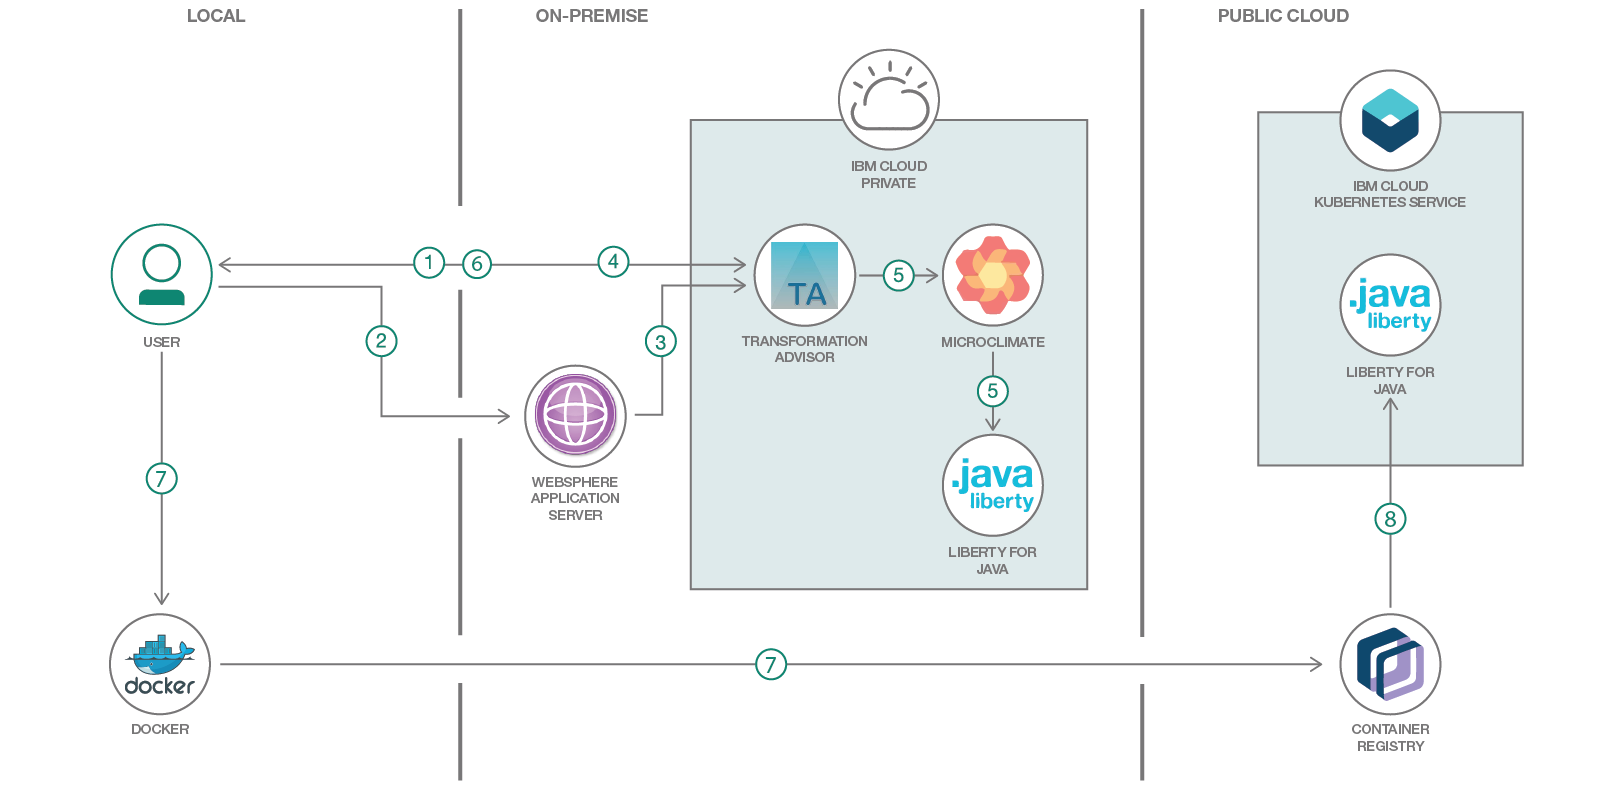 LOCAL
ON-PREMISE
PUBLIC CLOUD
IBM CLOUD
PRIVATE
IBM CLOUD
KUBERNETES SERVICE
1
6
4
5
TA
.java
liberty
USER
2
3
TRANSFORMATION
ADVISOR
MICROCLIMATE
LIBERTY FOR
JAVA
5
7
WEBSPHERE
APPLICATION
SERVER
.java
liberty
8
LIBERTY FOR
JAVA
docker
7
DOCKER
CONTAINER
REGISTRY